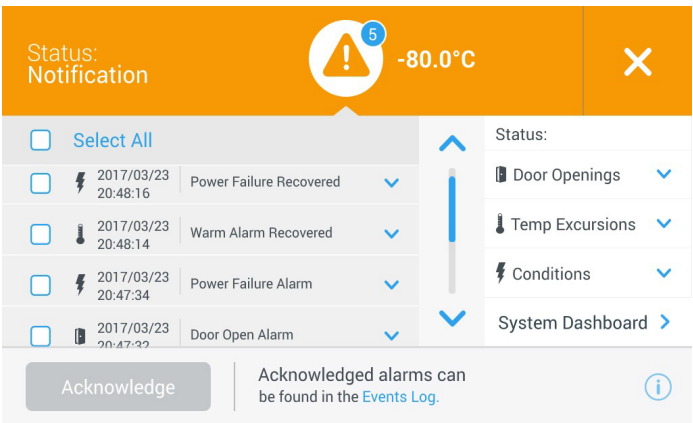 Status:
Notification
5
-80.0°C
Select All
2017/03/23
20:48:16
Power Failure Recovered
2017/03/23
20:48:14
Warm Alarm Recovered
2017/03/23
20:47:34
Power Failure Alarm
2017/03/23
20:47:32
Door Open Alarm
Status:
Door Openings
Temp Excursions
Conditions
System Dashboard
Acknowledge
Acknowledged alarms can
be found in the Events Log.